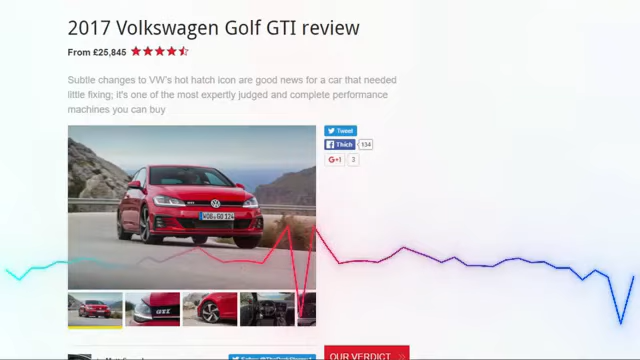 2017 Volkswagen Golf GTI review
From £25,845
Subtle changes to VW's hot hatch icon are good news for a car that needed
little fixing; it's one of the most expertly judged and complete performance
machines you can buy
Tweet
Thích 134
G+ 3
WOB GO 124
GTI
OUR VERDICT